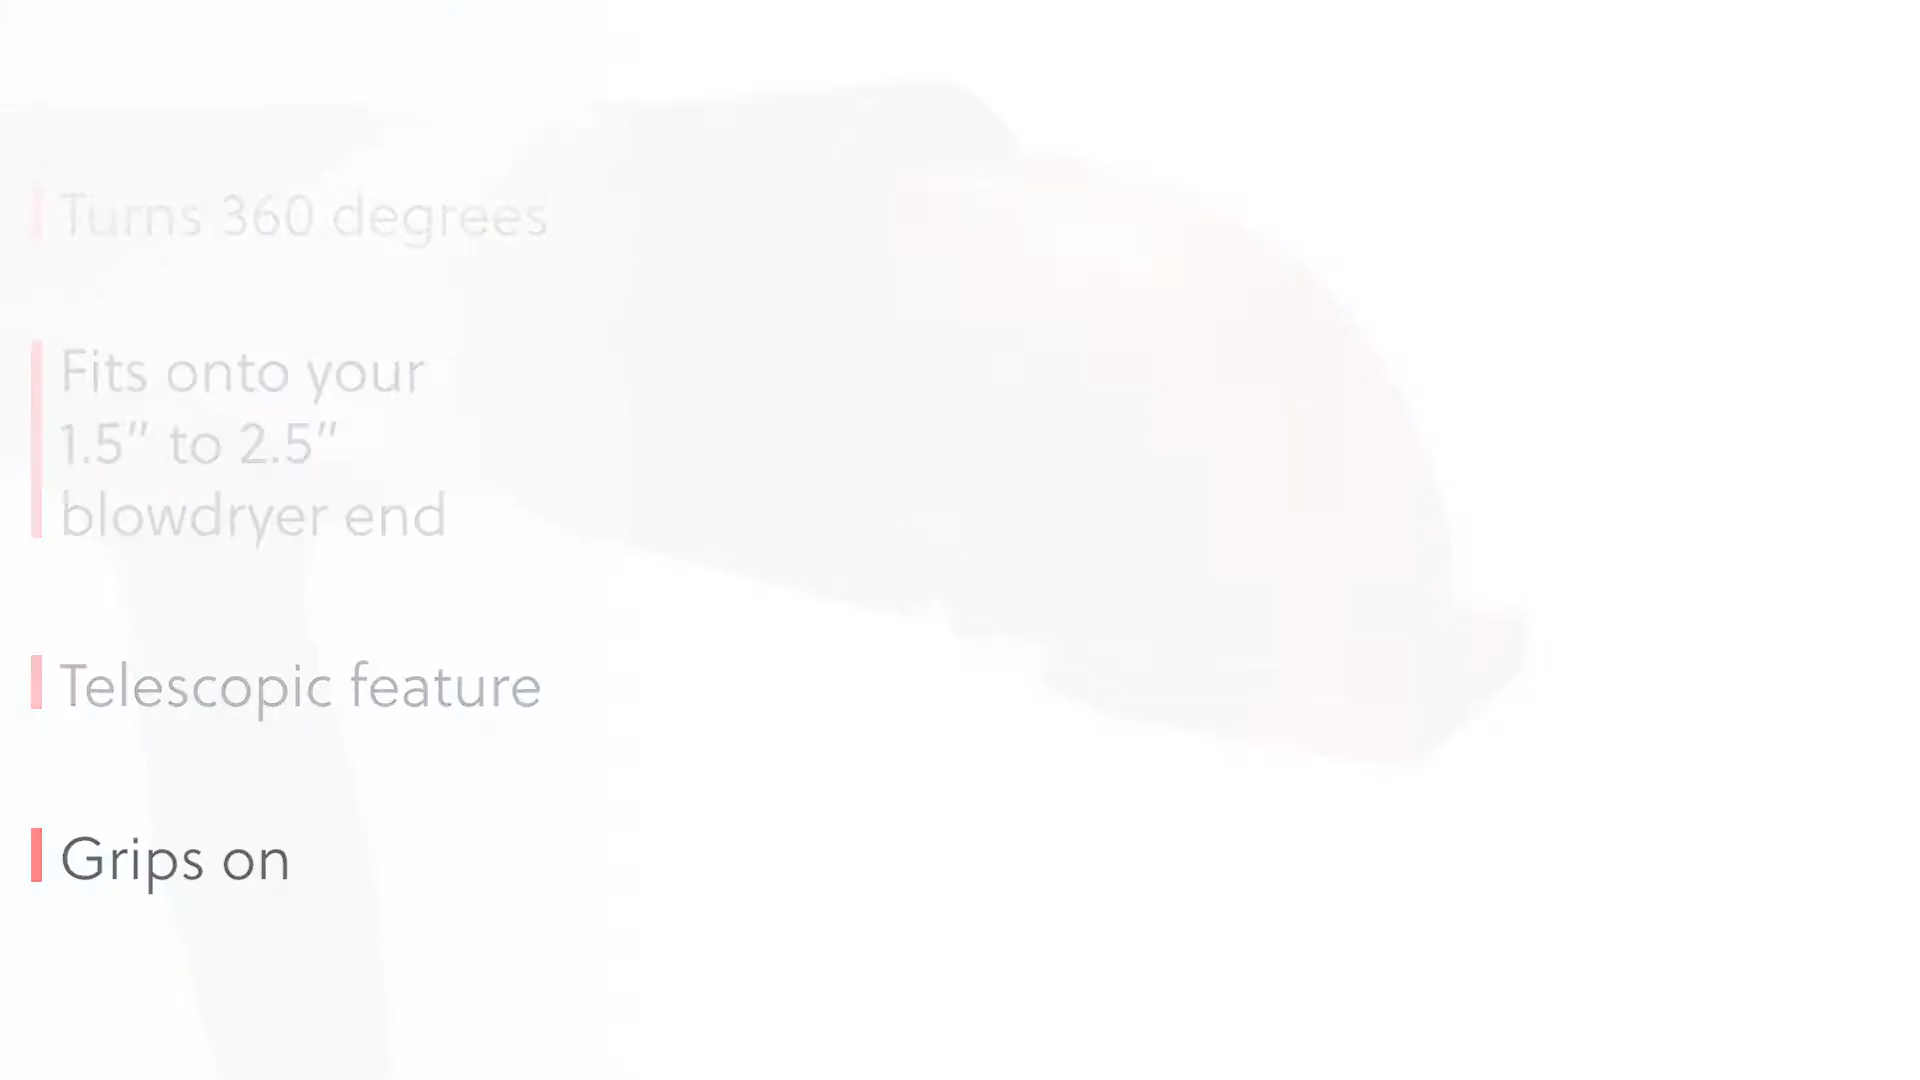 Turns 360 degrees
Fits onto your
1.5" to 2.5"
blowdryer end
Telescopic feature
Grips on